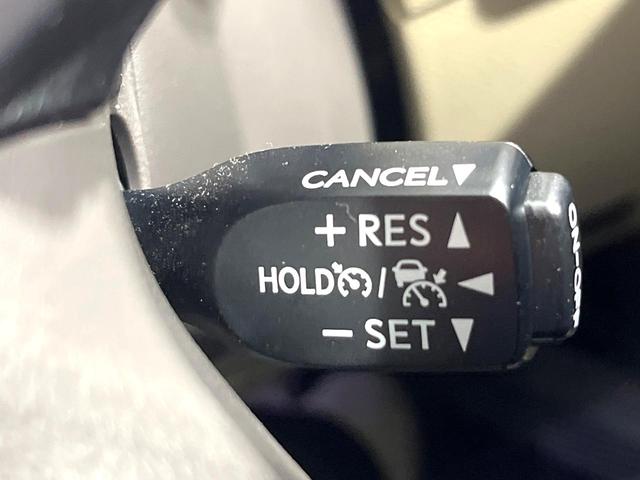 CANCEL▼
+ RES ▲
HOLD / ◀
− SET ▼
ON-OFF